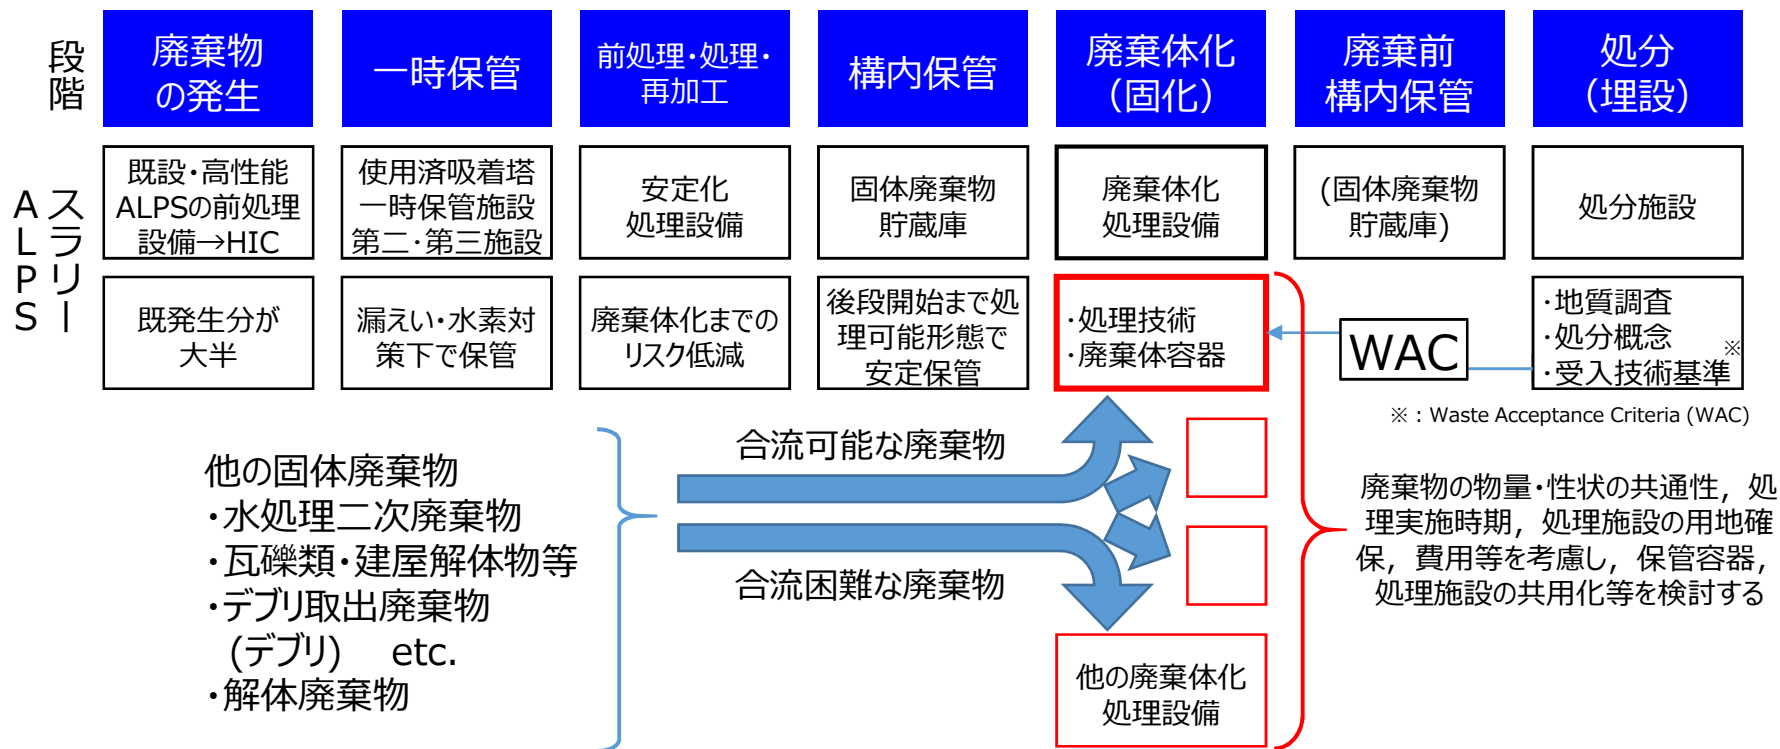 段階
廃棄物
の発生
一時保管
前処理・処理・
再加工
構内保管
廃棄体化
（固化）
廃棄前
構内保管
処分
（埋設）
ALPS
スラリー
既設・高性能
ALPSの前処理
設備→HIC
使用済吸着塔
一時保管施設
第二・第三施設
安定化
処理設備
固体廃棄物
貯蔵庫
廃棄体化
処理設備
(固体廃棄物
貯蔵庫)
処分施設
既発生分が
大半
漏えい・水素対
策下で保管
廃棄体化までの
リスク低減
後段開始まで処
理可能形態で
安定保管
・処理技術
・廃棄体容器
WAC
・地質調査
・処分概念
・受入技術基準※
※：Waste Acceptance Criteria (WAC)
他の固体廃棄物
・水処理二次廃棄物
・瓦礫類・建屋解体物等
・デブリ取出廃棄物
(デブリ)　etc.
・解体廃棄物
合流可能な廃棄物
合流困難な廃棄物
他の廃棄体化
処理設備
廃棄物の物量・性状の共通性，処
理実施時期，処理施設の用地確
保，費用等を考慮し，保管容器，
処理施設の共用化等を検討する